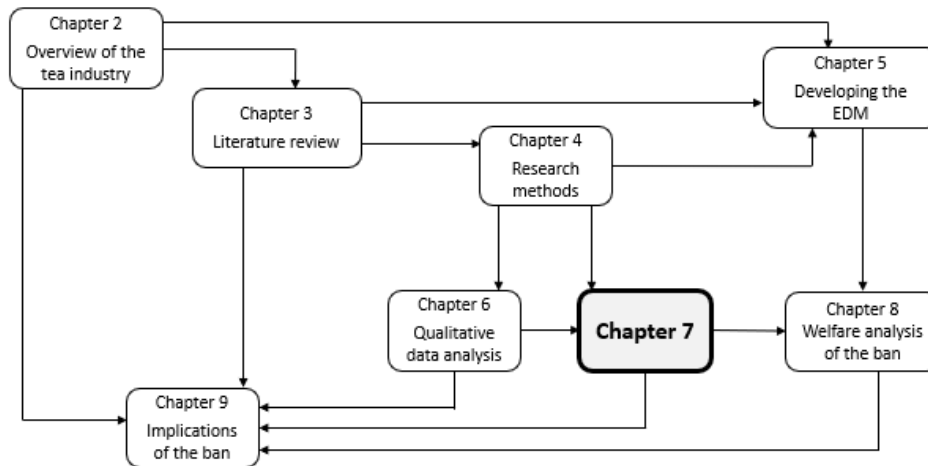 Chapter 2
Overview of the
tea industry
Chapter 3
Literature review
Chapter 4
Research
methods
Chapter 5
Developing the
EDM
Chapter 6
Qualitative
data analysis
Chapter 7
Chapter 8
Welfare analysis
of the ban
Chapter 9
Implications
of the ban